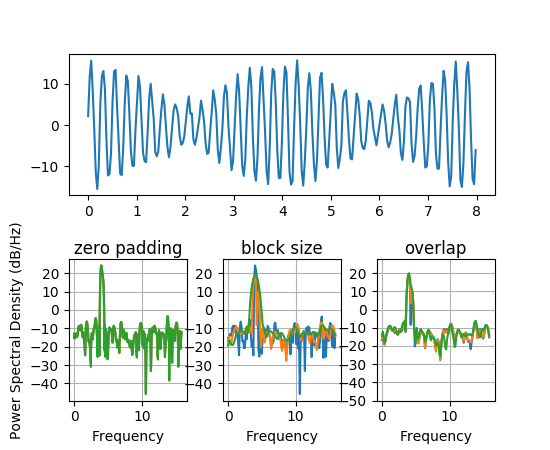 10
0
−10
0 1 2 3 4 5 6 7 8
Power Spectral Density (dB/Hz)
zero padding block size overlap
20 20 20
10 10 10
0 0 0
−10 −10 −10
−20 −20 −20
−30 −30 −30
−40 −40 −40
−50
0 10 0 10 0 10
Frequency Frequency Frequency